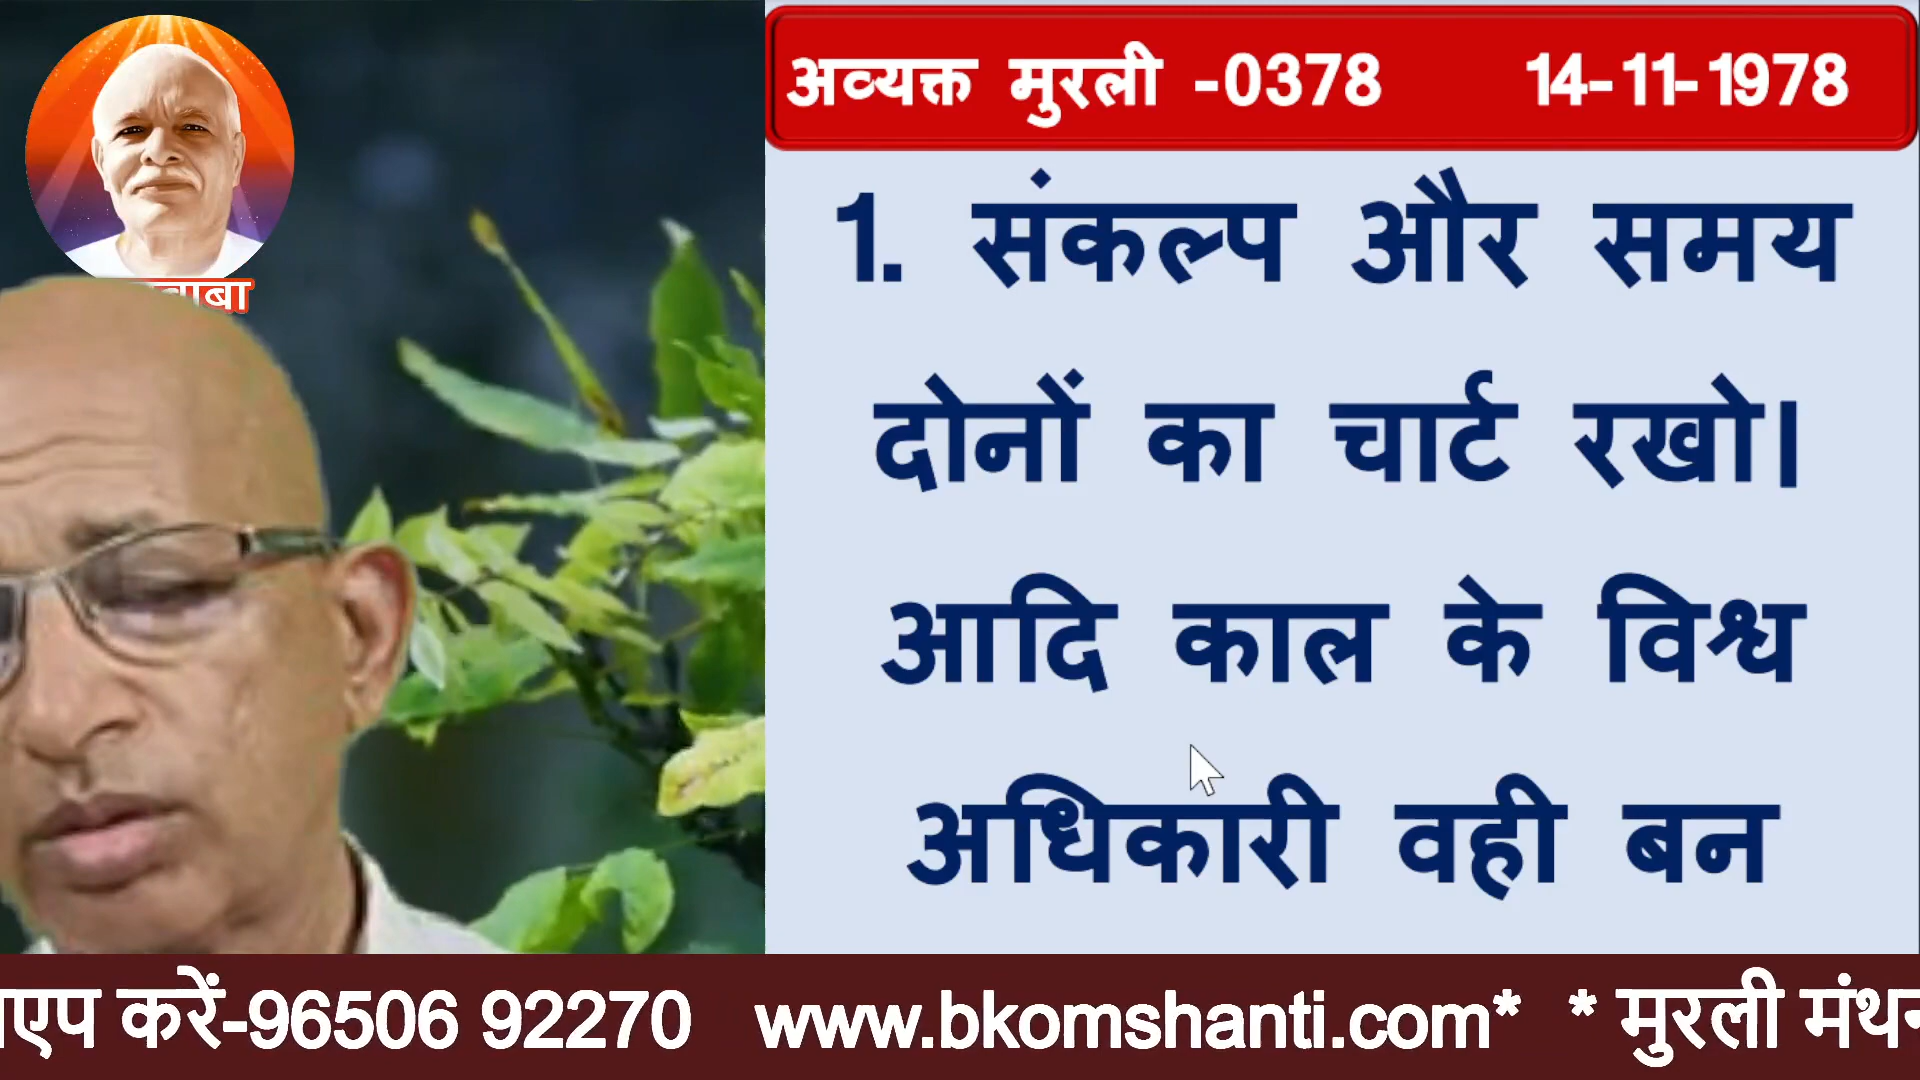 अव्यक्त मुरली -0378 14-11-1978
1. संकल्प और समय
दोनों का चार्ट रखो।
आदि काल के विश्व
अधिकारी वही बन
करें-96506 92270 www.bkomshanti.com* * मुरली